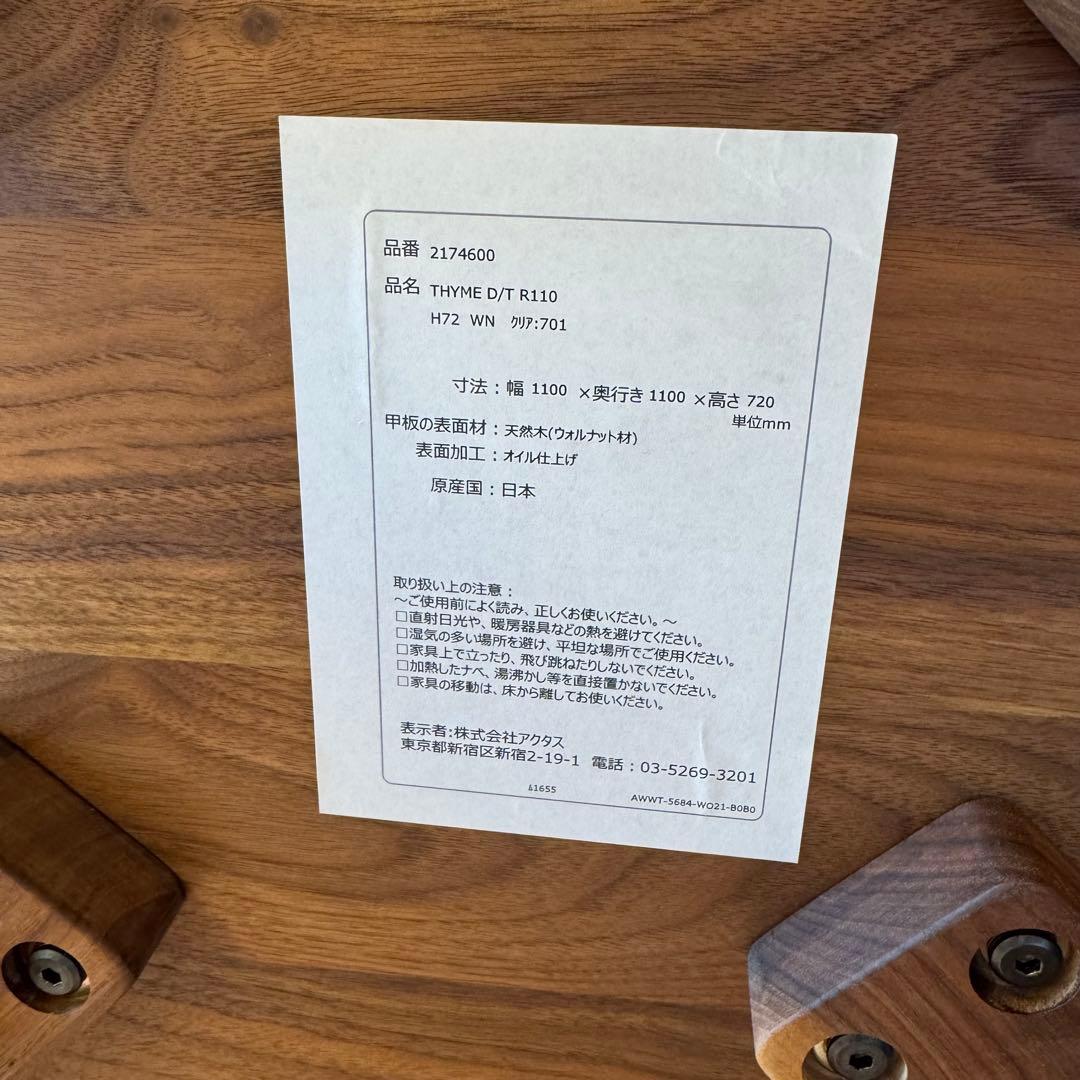 品番 2174600
品名 THYME D/T R110
H72 WN ｸﾘｱ:701
寸法：幅 1100 ×奥行き 1100 ×高さ 720
単位mm
甲板の表面材：天然木(ウォルナット材)
表面加工：オイル仕上げ
原産国：日本
取り扱い上の注意：
～ご使用前によく読み、正しくお使いください。～
□直射日光や、暖房器具などの熱を避けてください。
□湿気の多い場所を避け、平坦な場所でご使用ください。
□家具上で立ったり、飛び跳ねたりしないでください。
□加熱したナベ、湯沸かし等を直接置かないでください。
□家具の移動は、床から離してお使いください。
表示者:株式会社アクタス
東京都新宿区新宿2-19-1 電話：03-5269-3201
41655 AWWT-5684-WO21-B0B0